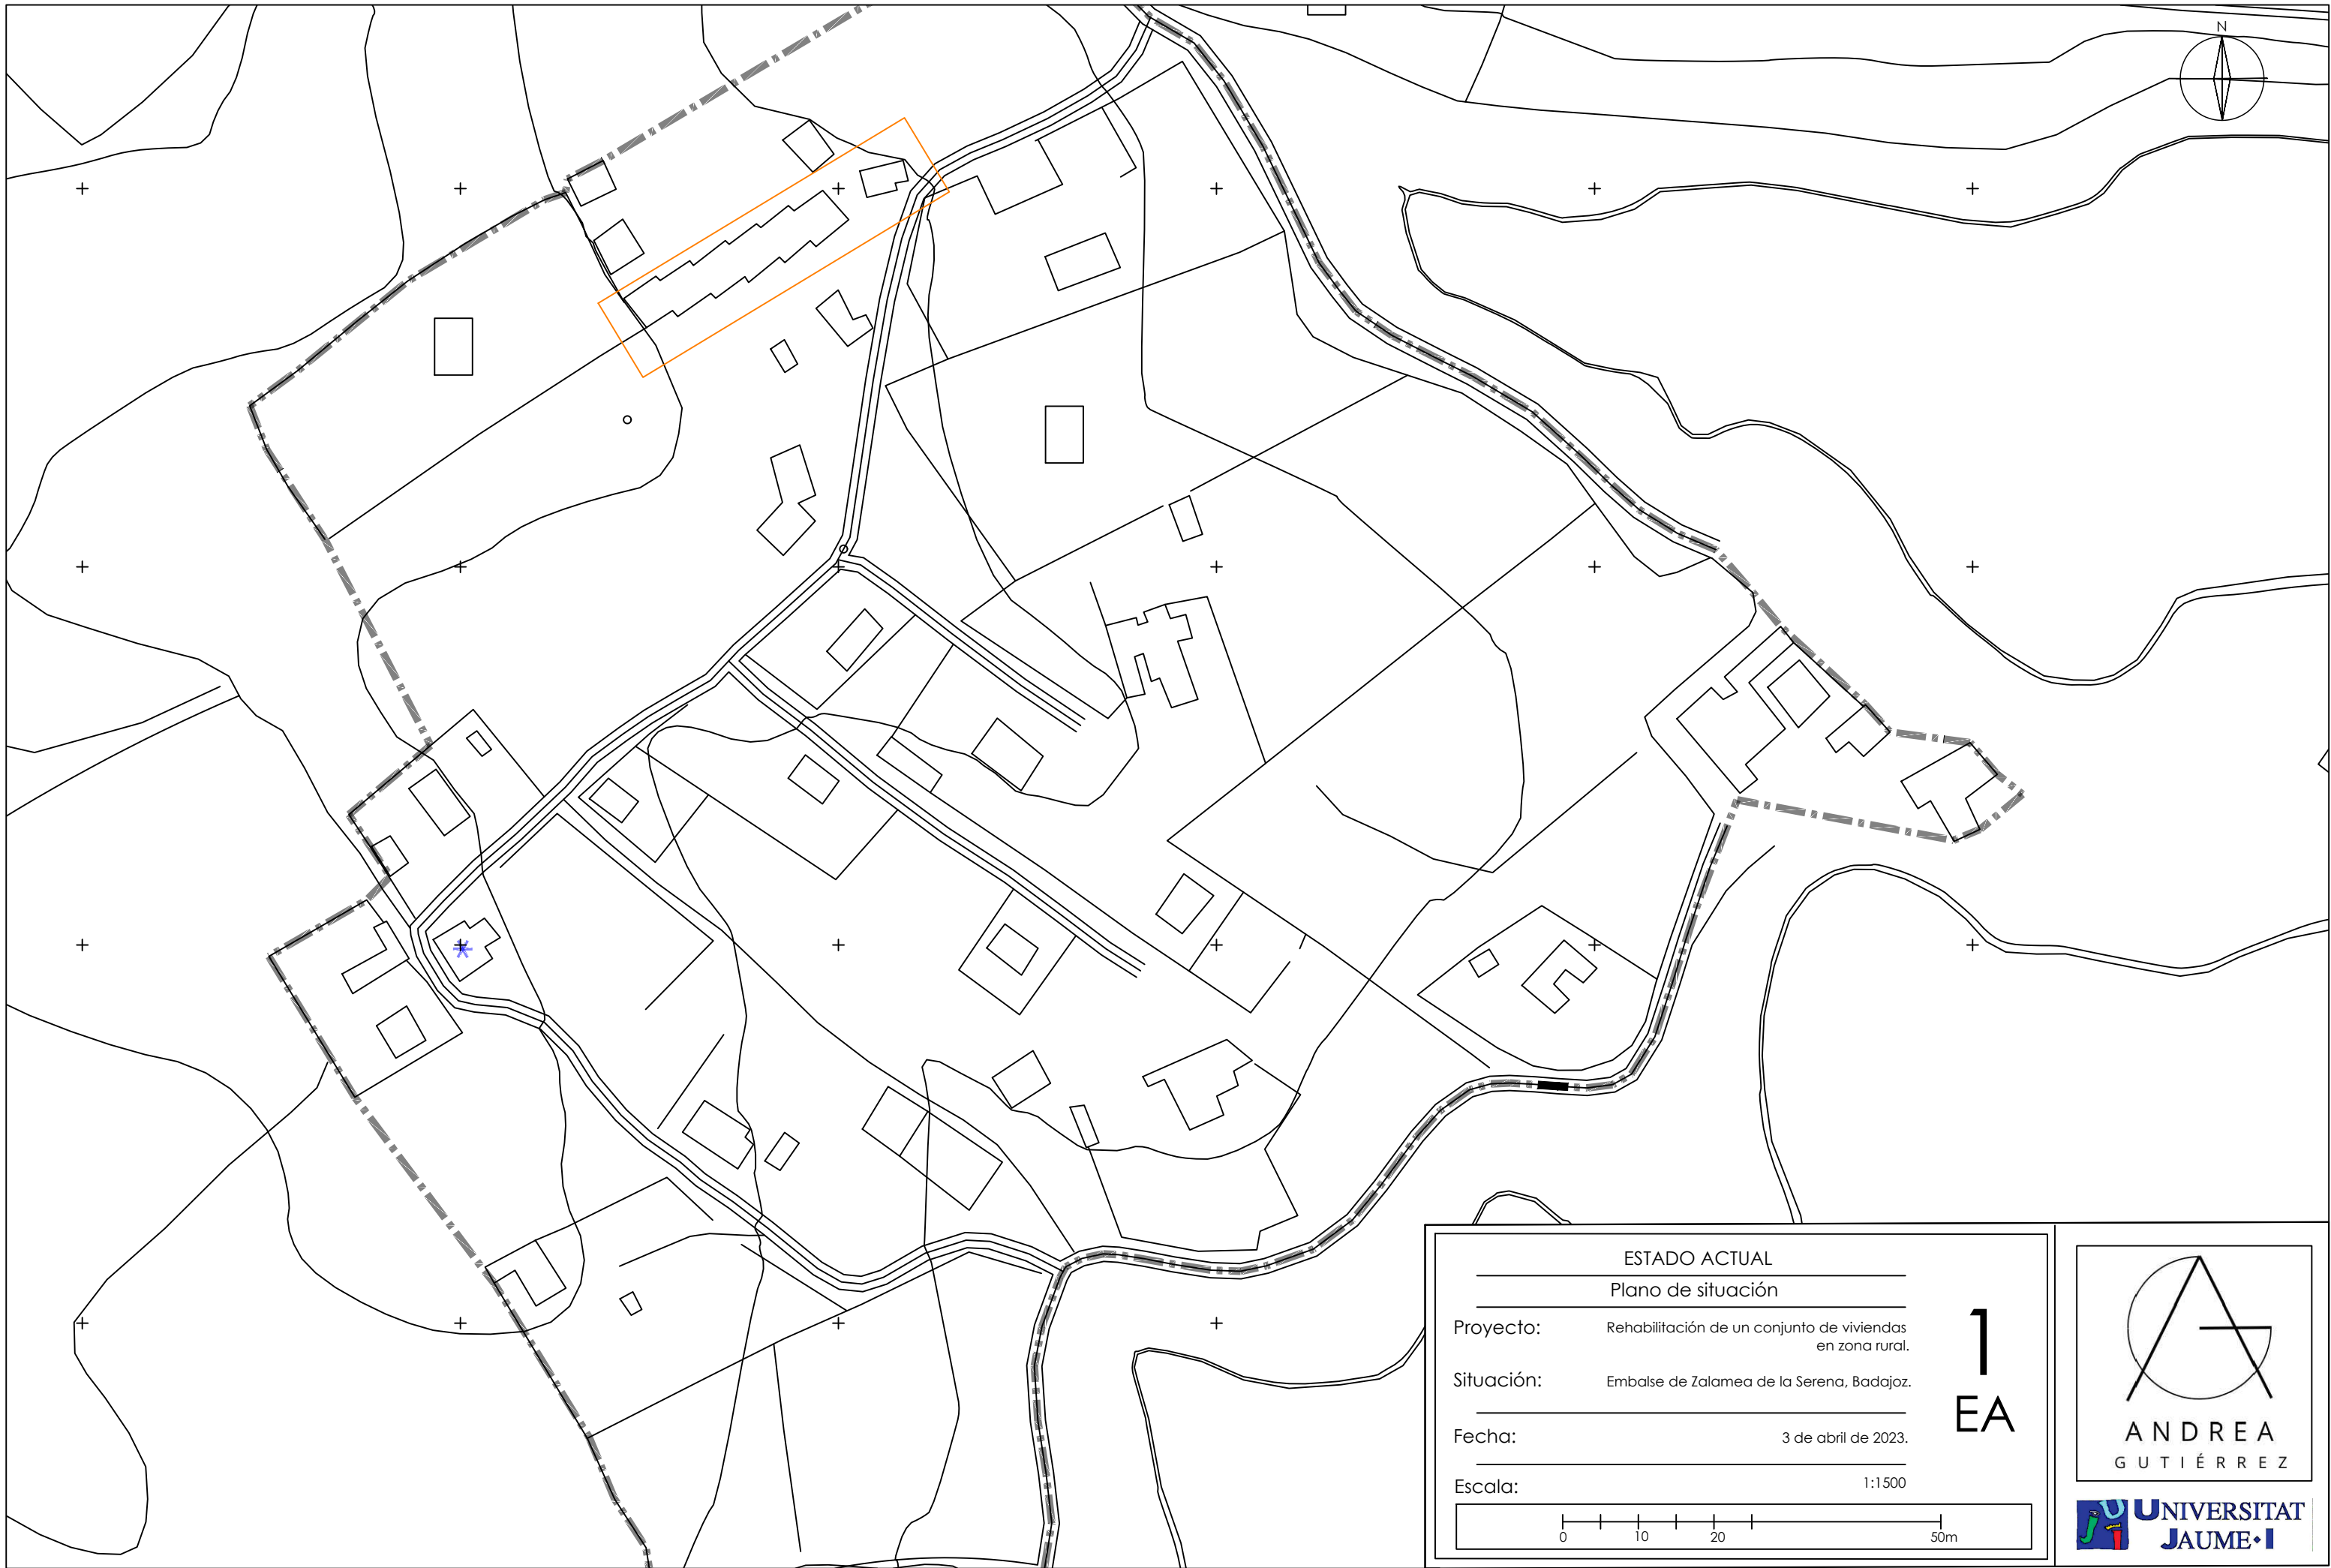 N
ESTADO ACTUAL
Plano de situación
Proyecto:
Rehabilitación de un conjunto de viviendas
en zona rural.
Situación:
Embalse de Zalamea de la Serena, Badajoz.
Fecha:
3 de abril de 2023.
Escala:
1:1500
0 10 20 50m
1
EA
ANDREA
GUTIÉRREZ
UNIVERSITAT
JAUME·I